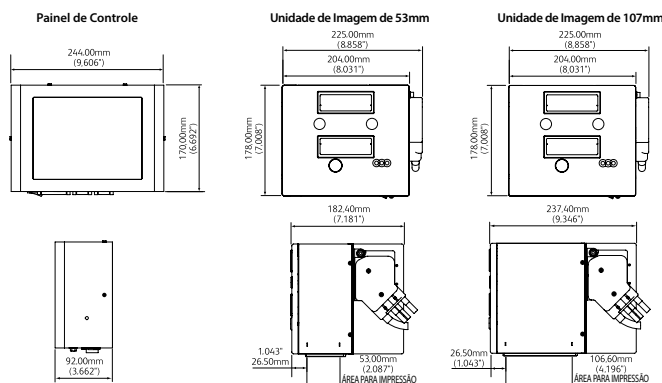 Painel de Controle
Unidade de Imagem de 53mm
Unidade de Imagem de 107mm
244.00mm
(9,606")
225.00mm
(8.858")
204.00mm
(8.031")
225.00mm
(8,858")
204.00mm
(8,031")
170.00mm
(6.692")
178.00mm
(7.008")
178.00mm
(7,008")
182,40mm
(7,181")
237,40mm
(9,346")
92.00mm
(3.662")
1.043"
26.50mm
53,00mm
(2,087")
ÁREA PARA IMPRESSÃO
26.50mm
(1.043")
106,60mm
(4,196")
ÁREA PARA IMPRESSÃO